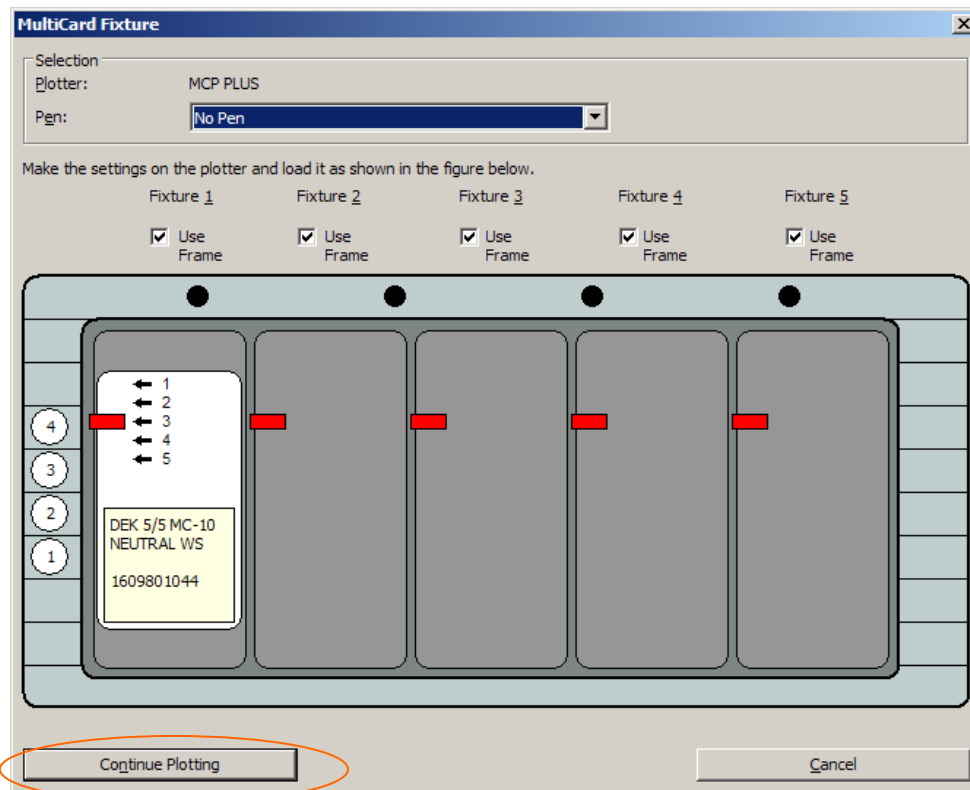 MultiCard Fixture
Selection
Plotter: MCP PLUS
Pen: No Pen
Make the settings on the plotter and load it as shown in the figure below.
Fixture 1 Fixture 2 Fixture 3 Fixture 4 Fixture 5
Use Use Use Use Use
Frame Frame Frame Frame Frame
1
2
3
4
5
4
3
2
1
DEK 5/5 MC-10
NEUTRAL WS
1609801044
Continue Plotting Cancel